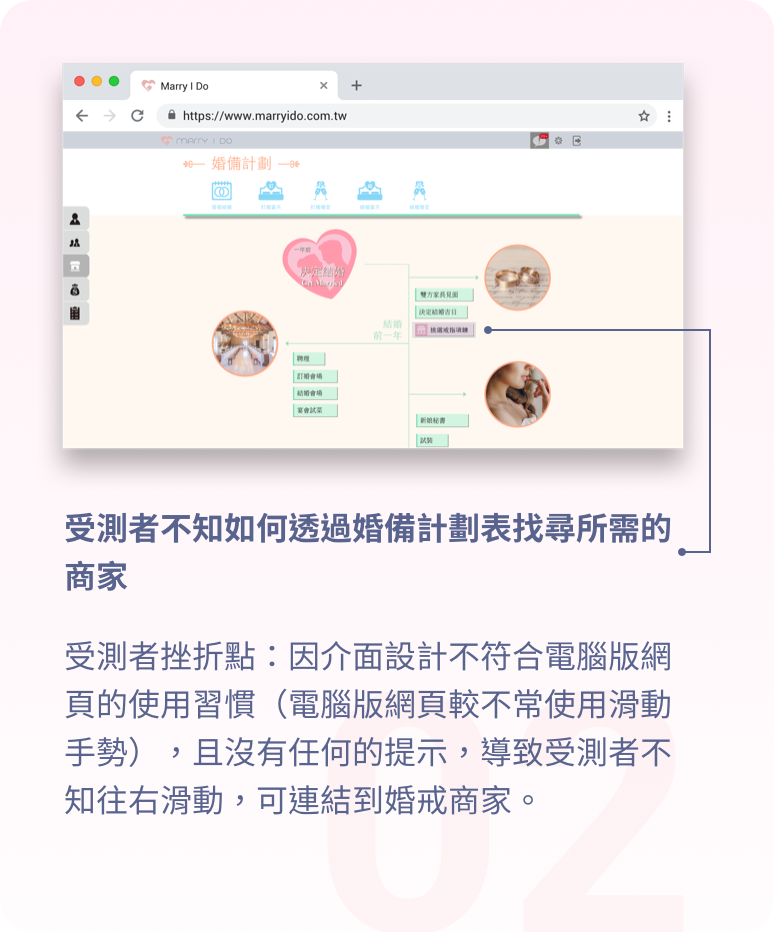 Marry I Do
https://www.marryido.com.tw
MARRY I DO
婚備計劃
一年前
決定結婚
Get Married
雙方家長見面
決定結婚吉日
挑選戒指項鍊
結婚
前一年
聘禮
訂婚會場
結婚會場
宴會試菜
新娘秘書
試裝
受測者不知如何透過婚備計劃表找尋所需的
商家
受測者挫折點：因介面設計不符合電腦版網
頁的使用習慣（電腦版網頁較不常使用滑動
手勢），且沒有任何的提示，導致受測者不
知往右滑動，可連結到婚戒商家。
02